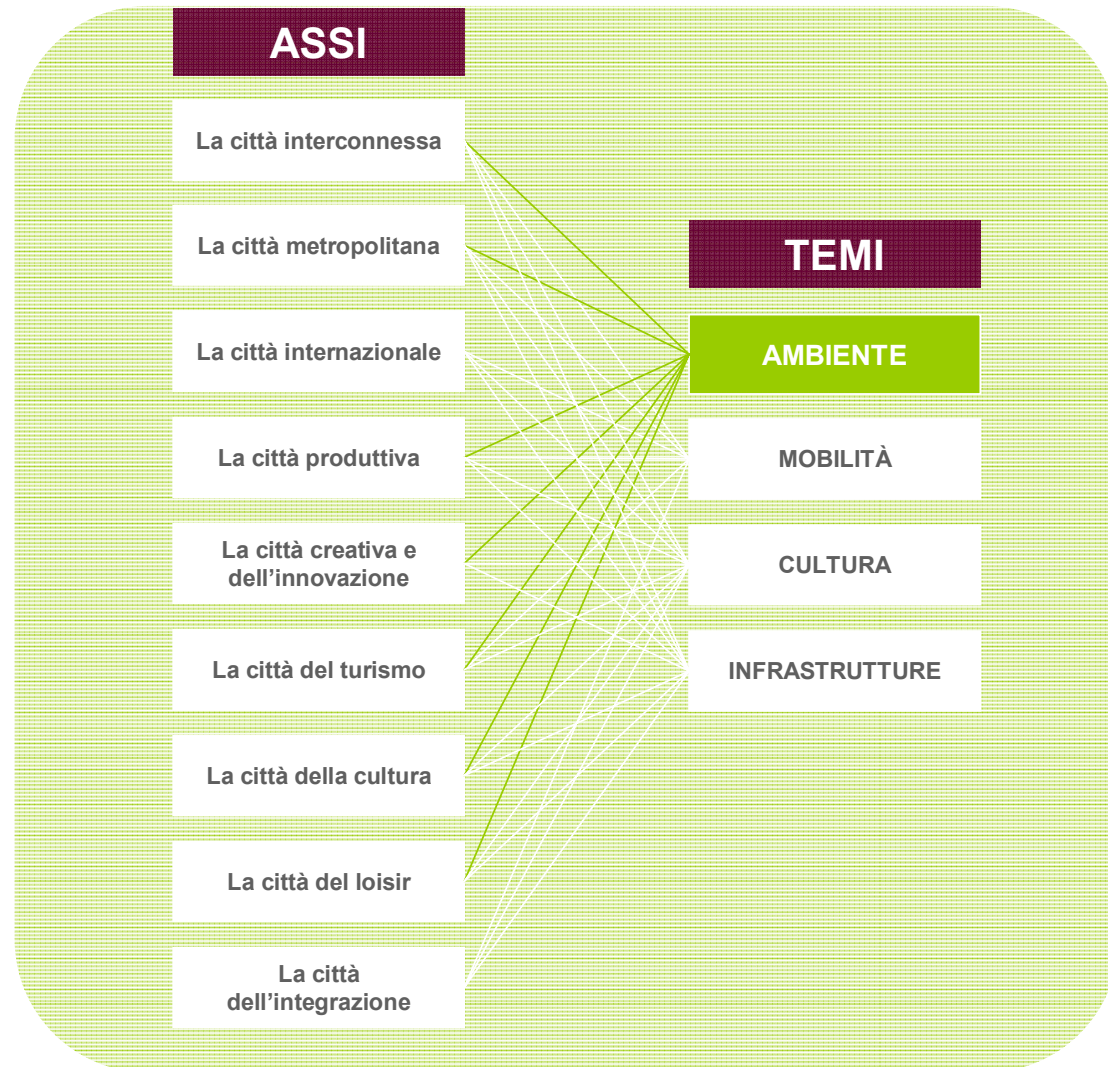 ASSI
La città interconnessa
La città metropolitana
La città internazionale
La città produttiva
La città creativa e
dell’innovazione
La città del turismo
La città della cultura
La città del loisir
La città
dell’integrazione
TEMI
AMBIENTE
MOBILITÀ
CULTURA
INFRASTRUTTURE